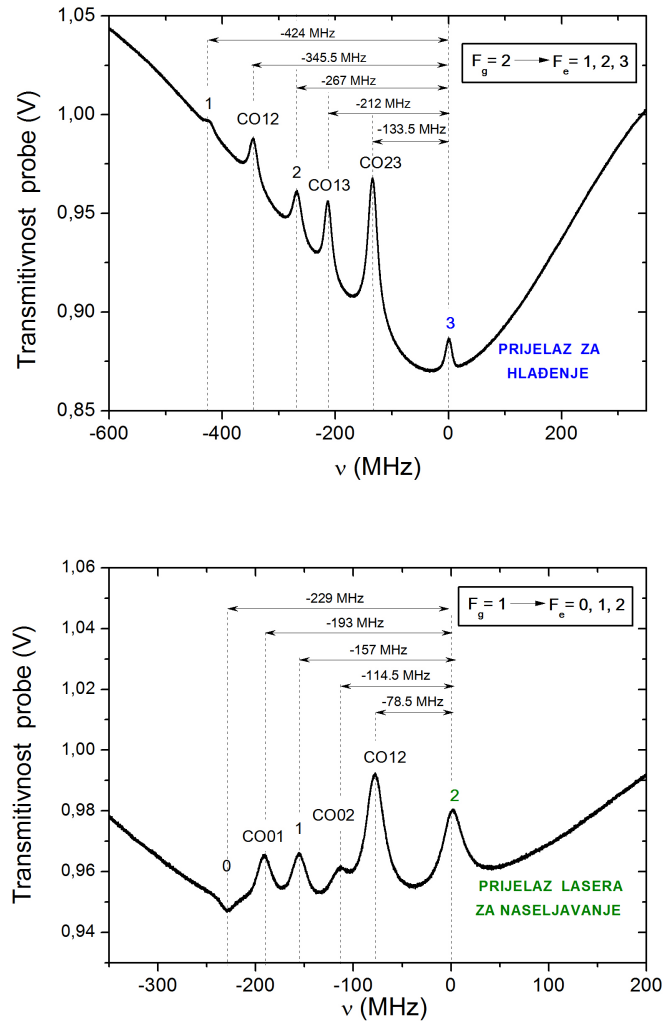 1,05
1,00
0,95
0,90
0,85
Transmitivnost probe (V)
-424 MHz
-345.5 MHz
-267 MHz
-212 MHz
-133.5 MHz
F g = 2 → F e = 1, 2, 3
1
CO12
2
CO13
CO23
3
PRIJELAZ ZA
HLAĐENJE
-600 -400 -200 0 200
ν (MHz)
1,06
1,04
1,02
1,00
0,98
0,96
0,94
Transmitivnost probe (V)
-229 MHz
-193 MHz
-157 MHz
-114.5 MHz
-78.5 MHz
F g = 1 → F e = 0, 1, 2
0
CO01
1
CO02
CO12
2
PRIJELAZ LASERA
ZA NASELJAVANJE
-300 -200 -100 0 100 200
ν (MHz)